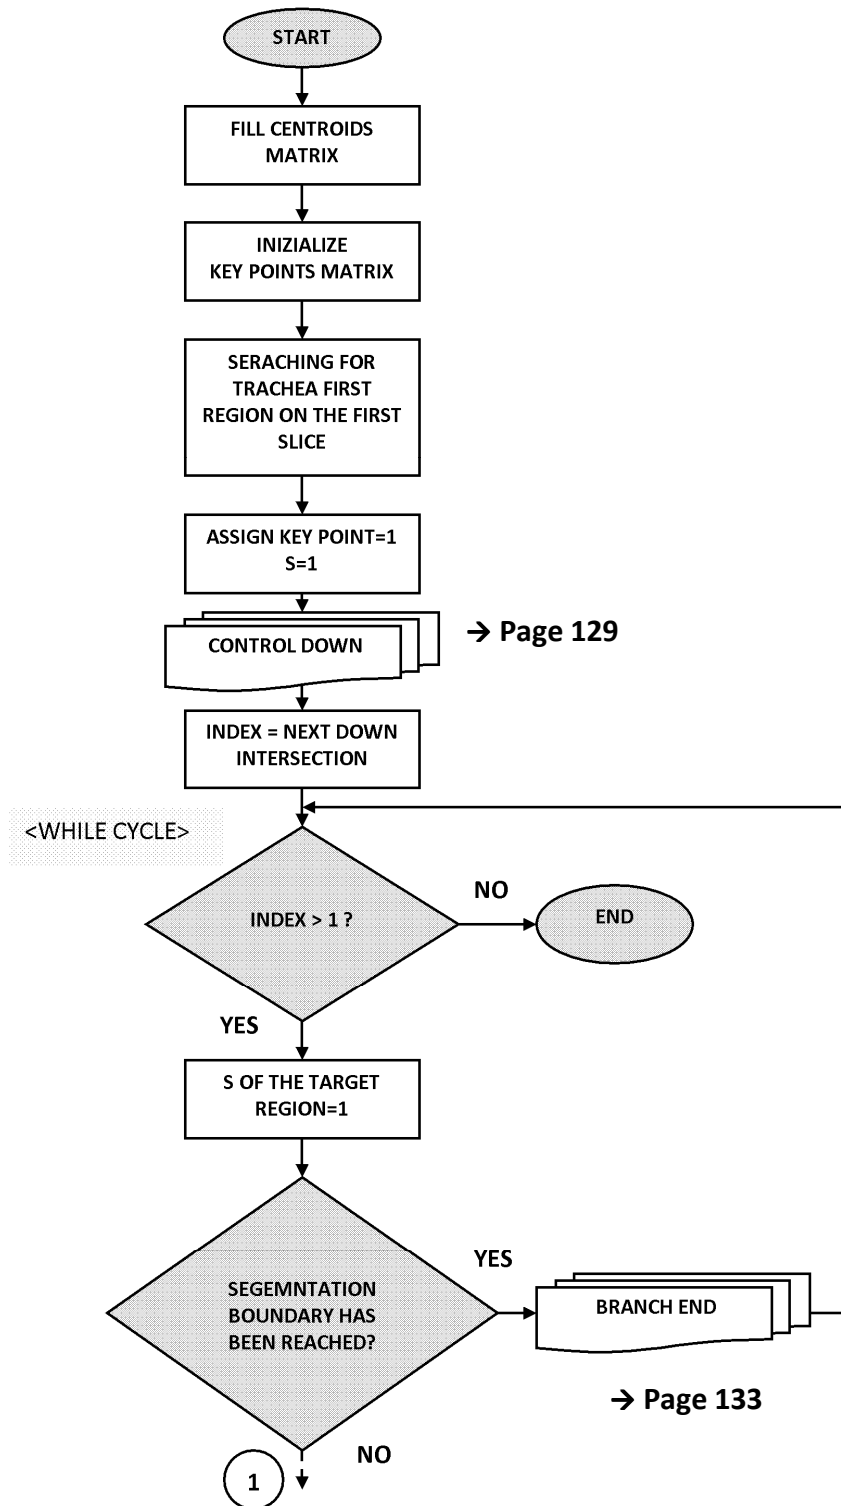 START
FILL CENTROIDS
MATRIX
INIZIALIZE
KEY POINTS MATRIX
SERACHING FOR
TRACHEA FIRST
REGION ON THE FIRST
SLICE
ASSIGN KEY POINT=1
S=1
CONTROL DOWN
→ Page 129
INDEX = NEXT DOWN
INTERSECTION
<WHILE CYCLE>
INDEX > 1 ?
NO
END
YES
S OF THE TARGET
REGION=1
SEGEMNTATION
BOUNDARY HAS
BEEN REACHED?
YES
BRANCH END
→ Page 133
NO
1